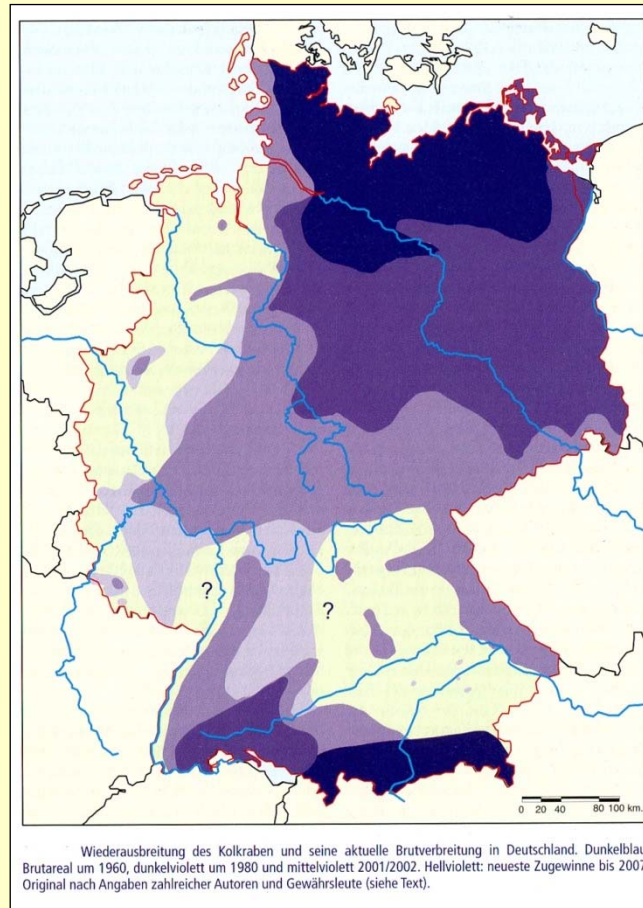 ?
?
0 20 40 60 80 100 km
Wiederausbreitung des Kolkraben und seine aktuelle Brutverbreitung in Deutschland. Dunkelblau
Brutareal um 1960, dunkelviolett um 1980 und mittelviolett 2001/2002. Hellviolett: neueste Zugewinne bis 2007
Original nach Angaben zahlreicher Autoren und Gewährsleute (siehe Text).